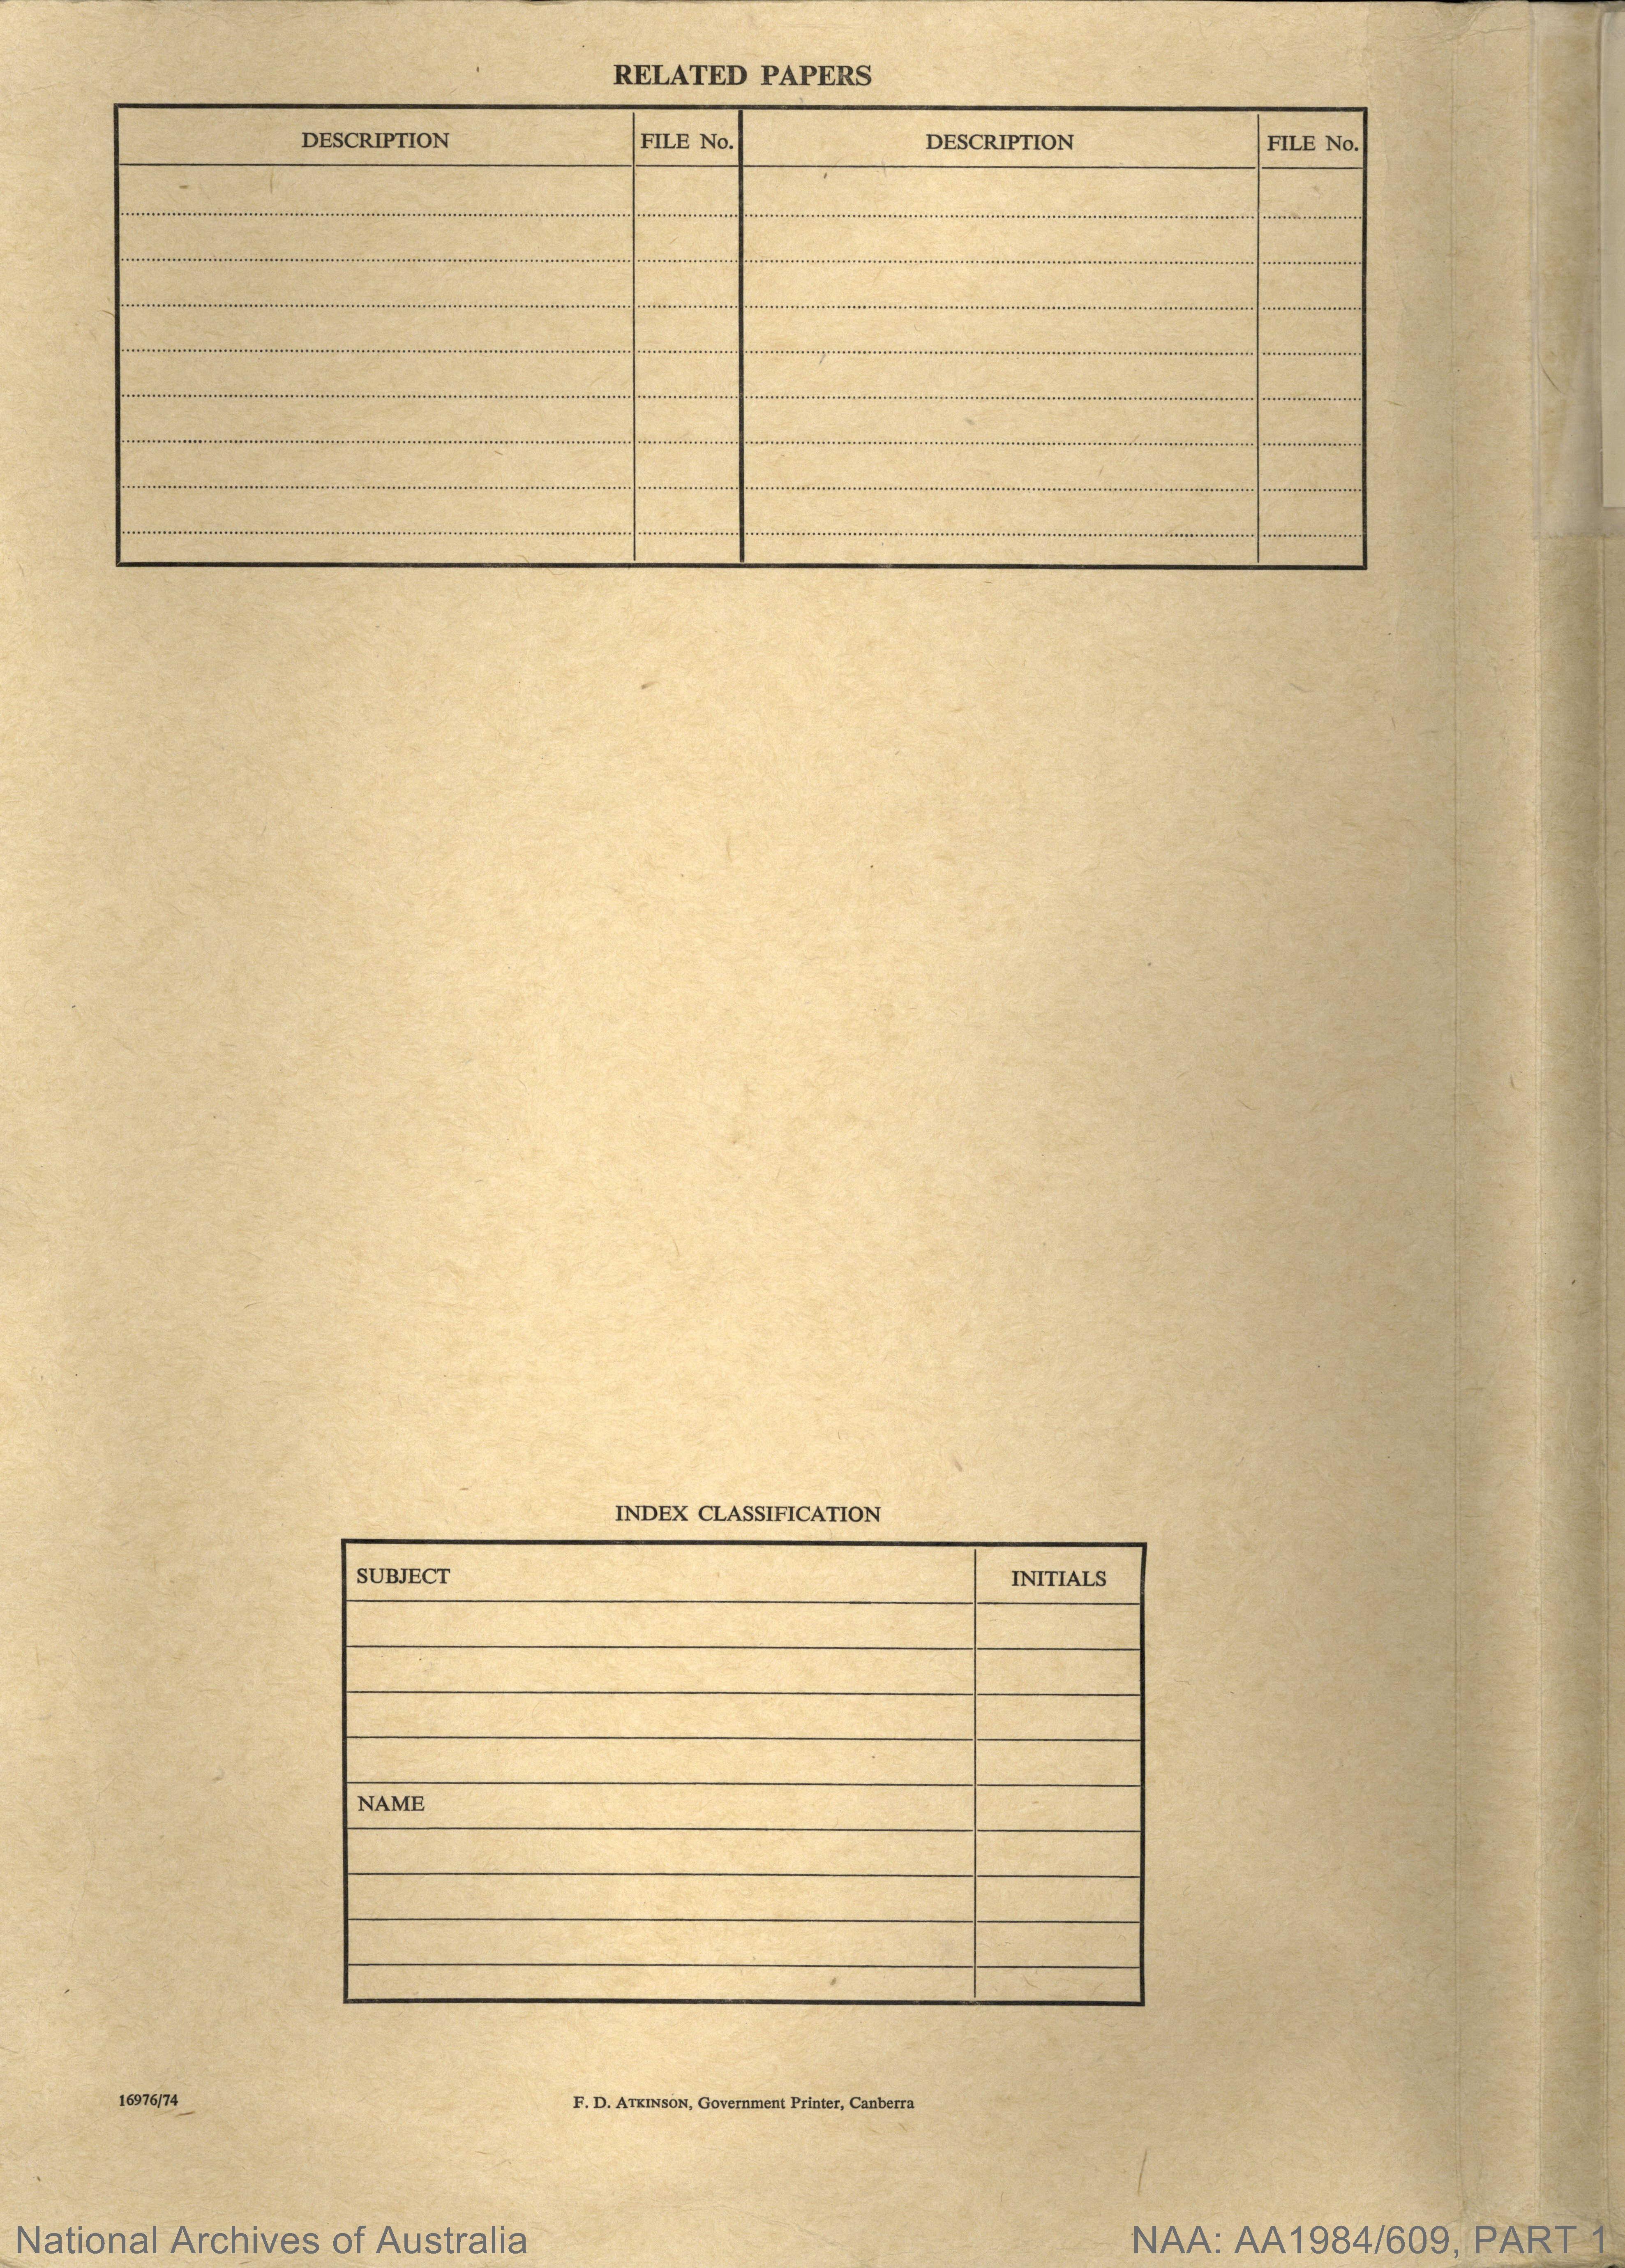 RELATED PAPERS
DESCRIPTION FILE No. DESCRIPTION FILE No.
INDEX CLASSIFICATION
SUBJECT INITIALS
NAME
16976/74 F. D. ATKINSON, Government Printer, Canberra
National Archives of Australia NAA: AA1984/609, PART 1